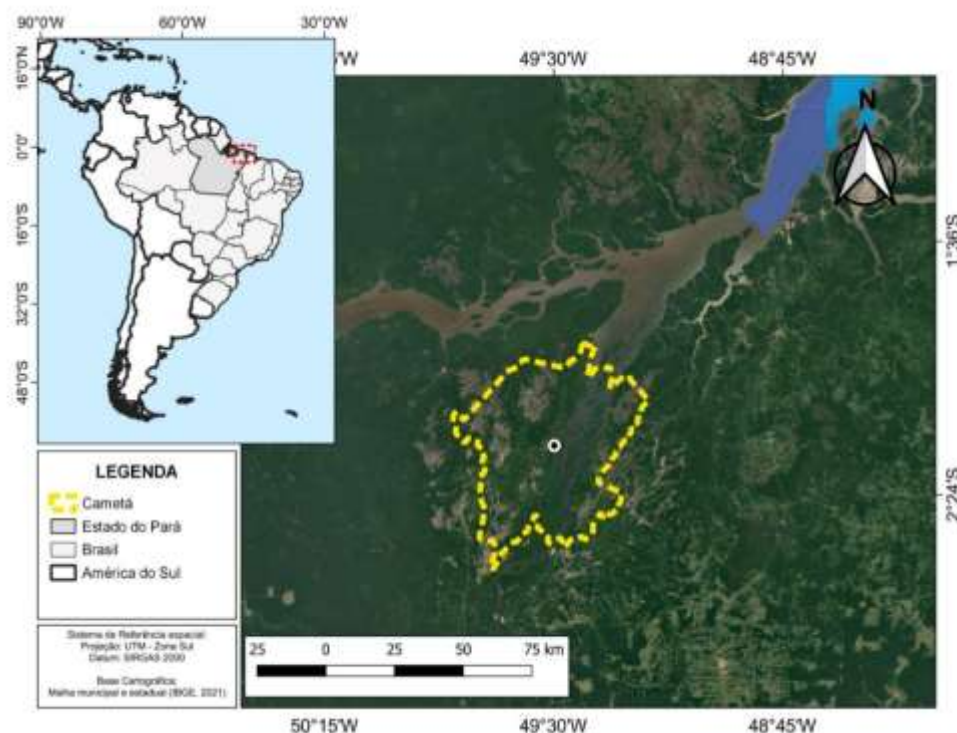 90°0'W
60°0'W
30°0'W
0'W
49°30'W
48°45'W
16°0'N
0°0'
16°0'S
32°0'S
48°0'S
N
1°36'S
2°24'S
LEGENDA
Cametá
Estado do Pará
Brasil
América do Sul
Sistema de Referência espacial:
Projeção: UTM - Zona Sul
Datum: SIRGAS 2000
Base Cartográfica:
Malha municipal e estadual (IBGE, 2021)
25 0 25 50 75 km
50°15'W
49°30'W
48°45'W